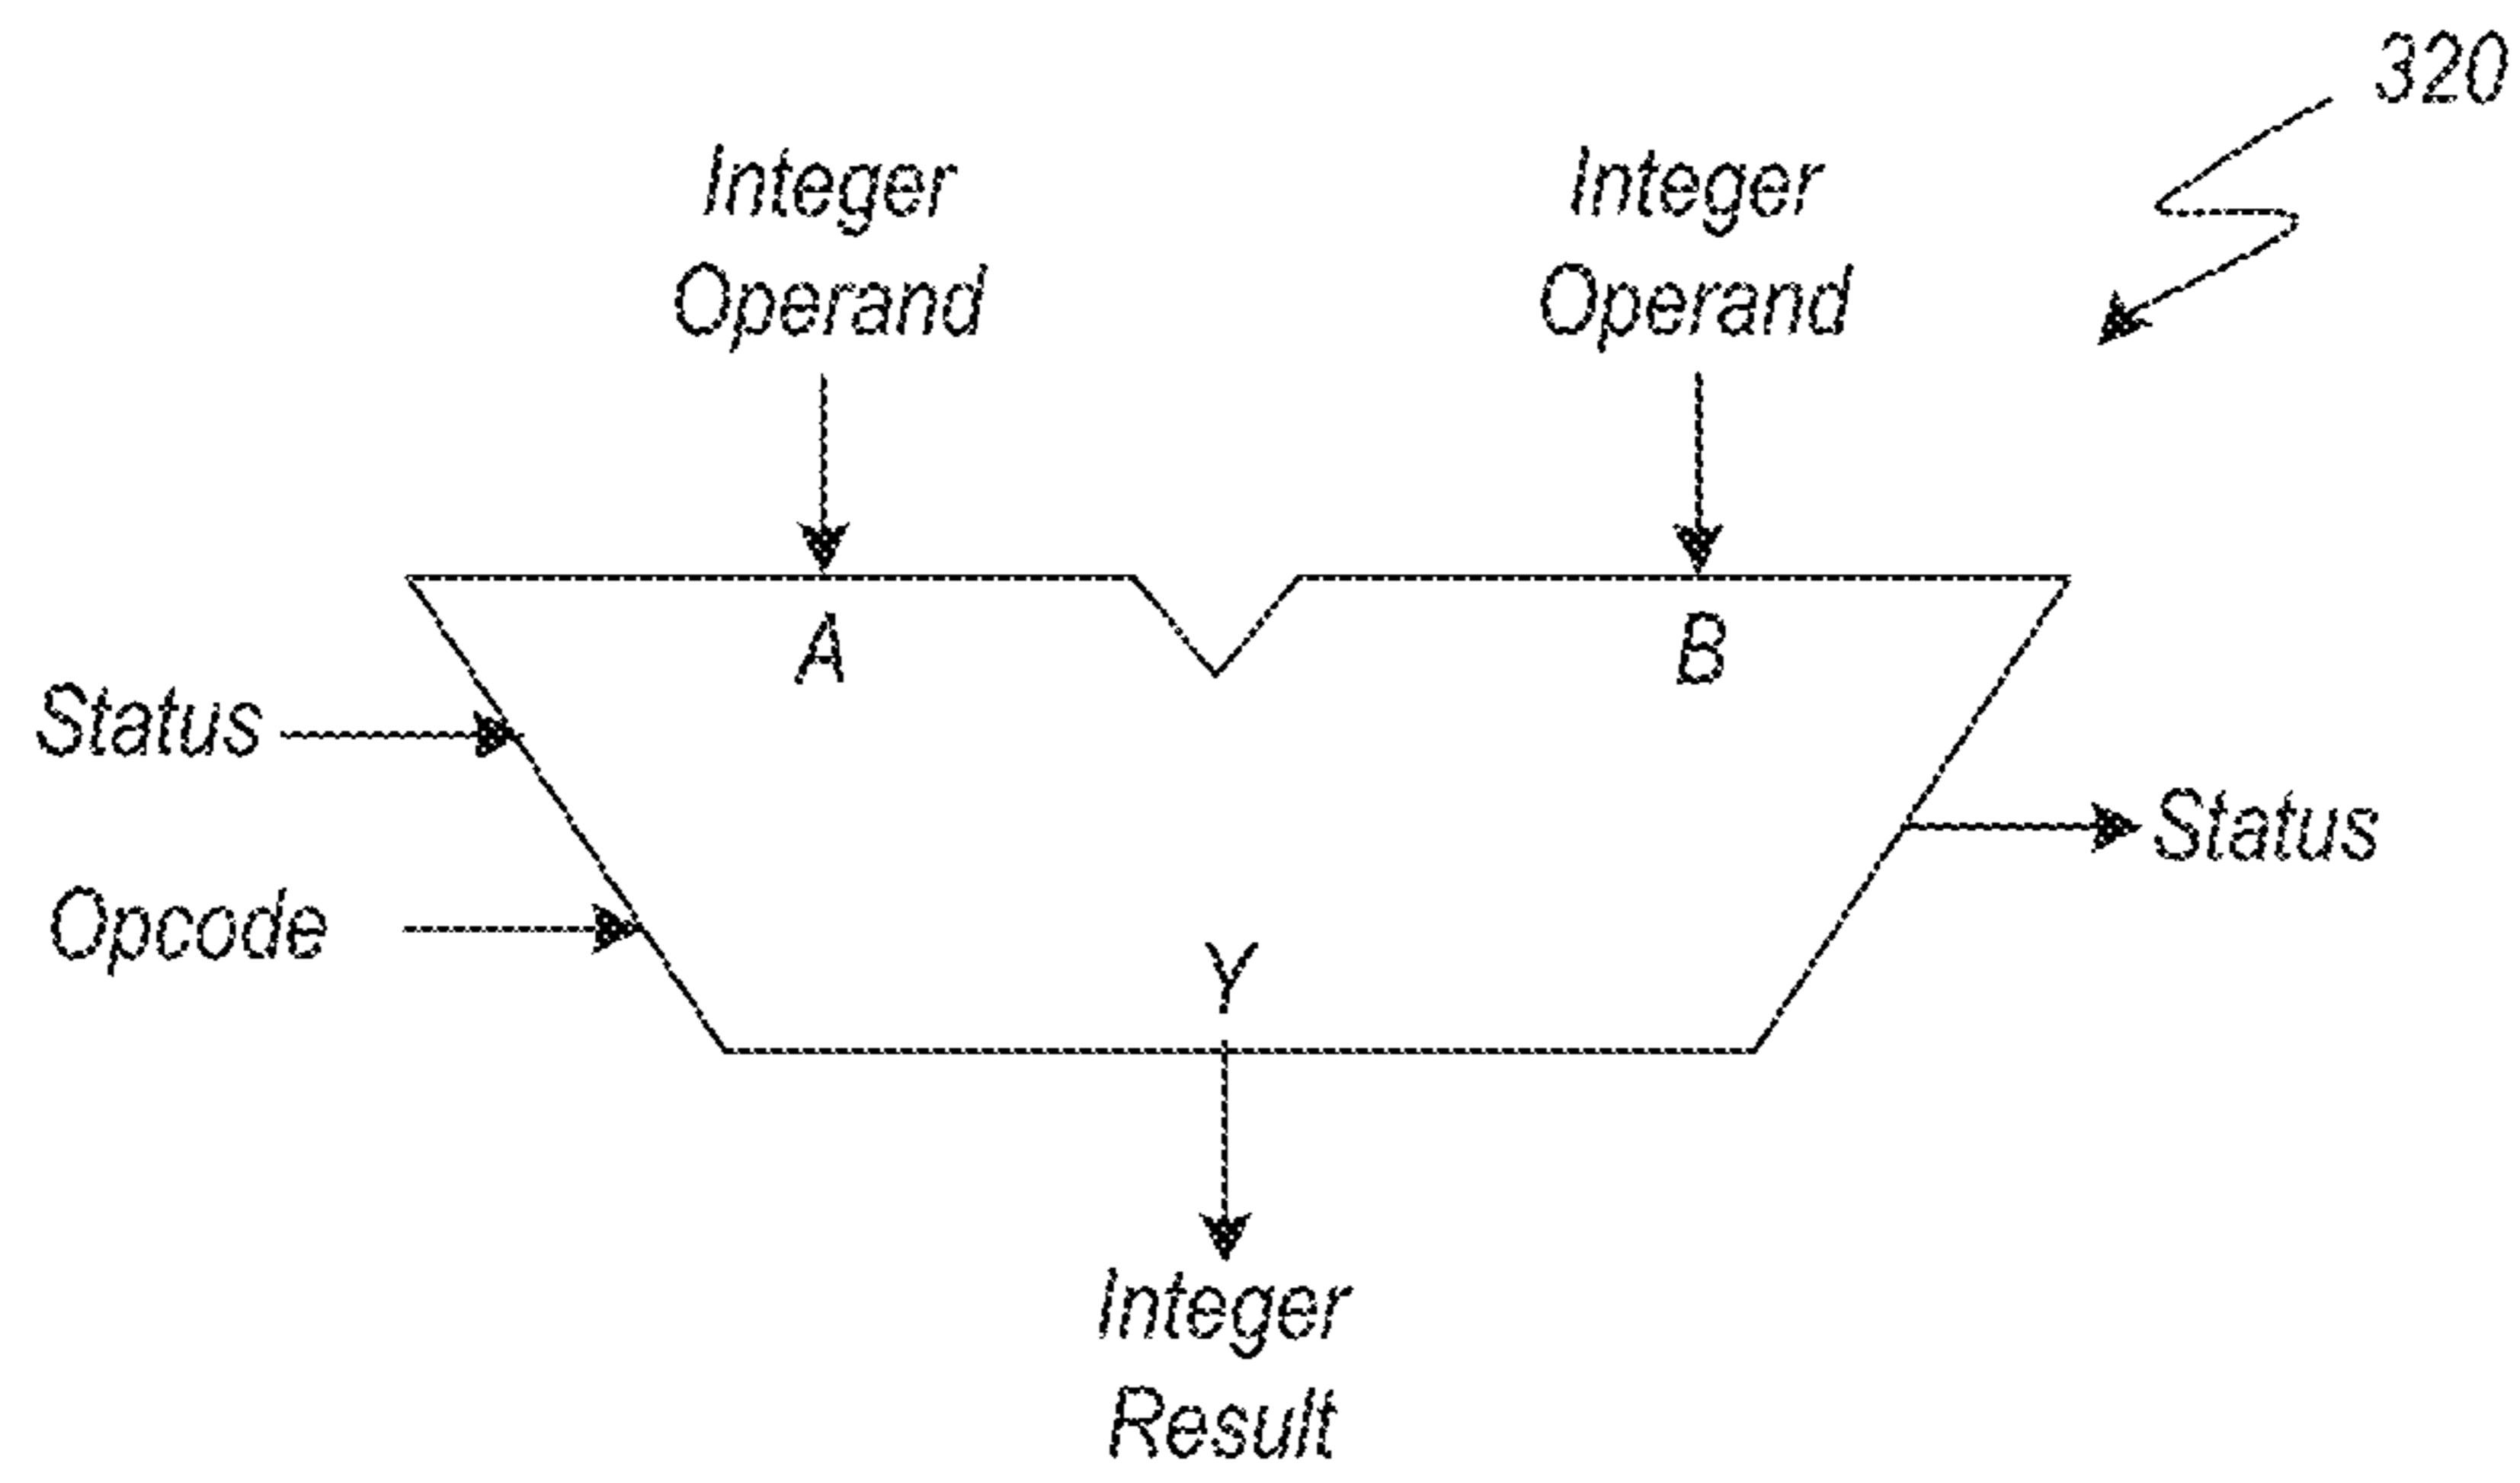 320
Integer
Operand
Integer
Operand
A
B
Status
Status
Opcode
Y
Integer
Result